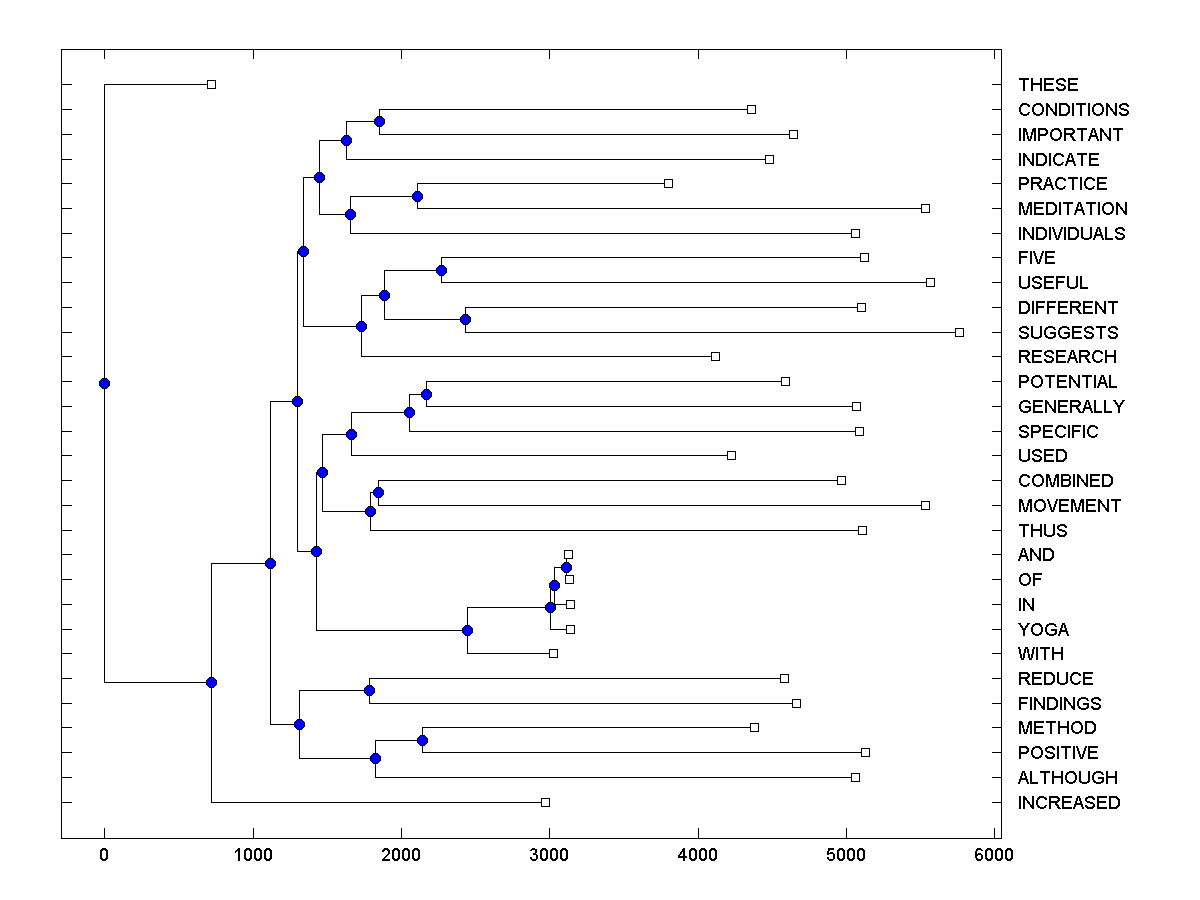 THESE
CONDITIONS
IMPORTANT
INDICATE
PRACTICE
MEDITATION
INDIVIDUALS
FIVE
USEFUL
DIFFERENT
SUGGESTS
RESEARCH
POTENTIAL
GENERALLY
SPECIFIC
USED
COMBINED
MOVEMENT
THUS
AND
OF
IN
YOGA
WITH
REDUCE
FINDINGS
METHOD
POSITIVE
ALTHOUGH
INCREASED
0 1000 2000 3000 4000 5000 6000